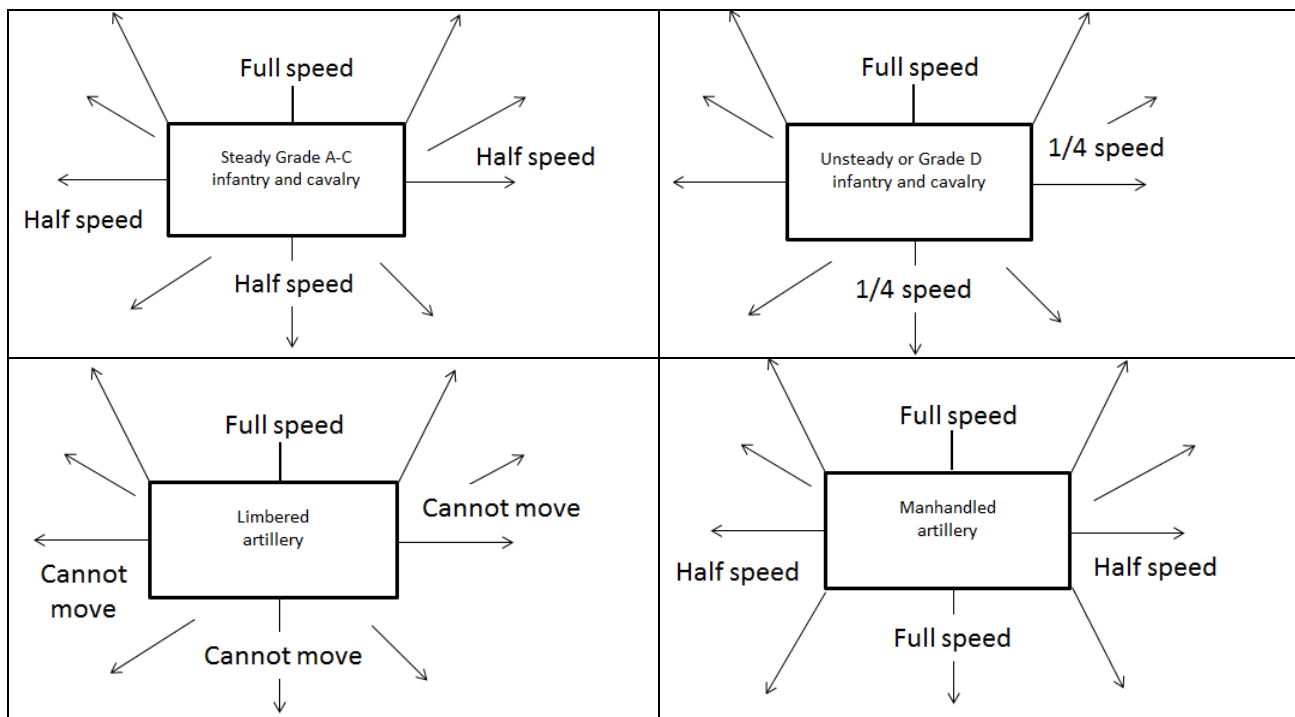 Full speed
Steady Grade A-C
infantry and cavalry
Half speed
Half speed
Half speed
Full speed
Unsteady or Grade D
infantry and cavalry
1/4 speed
1/4 speed
Full speed
Limbered
artillery
Cannot move
Cannot
move
Cannot move
Full speed
Manhandled
artillery
Half speed
Half speed
Full speed